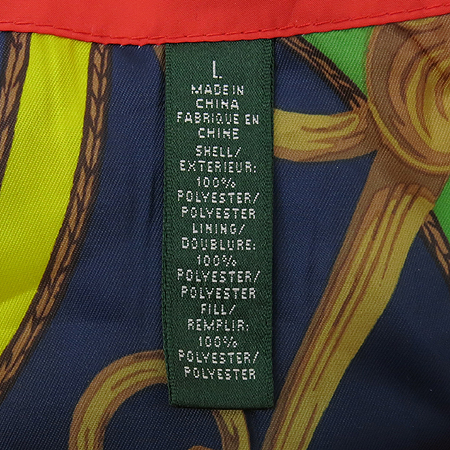 L
MADE IN
CHINA
FABRIQUE EN
CHINE
SHELL/
EXTERIEUR:
100%
POLYESTER/
POLYESTER
LINING/
DOUBLURE:
100%
POLYESTER/
POLYESTER
FILL/
REMPLIR:
100%
POLYESTER/
POLYESTER